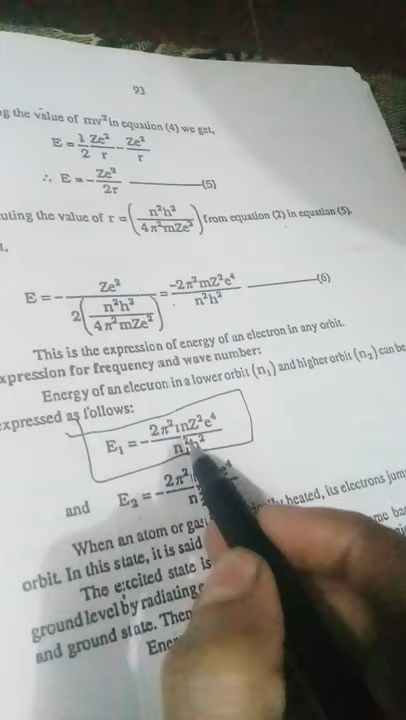 93
g the value of mv² in equation (4) we get,
E = 1/2 Ze²/r − Ze²/r
∴ E = − Ze²/2r ———(5)
uting the value of r = (n²h²/4π²mZe²) from equation (2) in equation (5),
E = − Ze²/2(n²h²/4π²mZe²) = −2π²mZ²e⁴/n²h² ———(6)
This is the expression of energy of an electron in any orbit.
xpression for frequency and wave number:
Energy of an electron in a lower orbit (n₁) and higher orbit (n₂) can be
expressed as follows:
E₁ = − 2π²mZ²e⁴/n₁²h²
and E₂ = − 2π²
When an atom or gas heated, its electrons jum
orbit. In this state, it is said
The excited state is
ground level by radiating
and ground state. Then
Ener